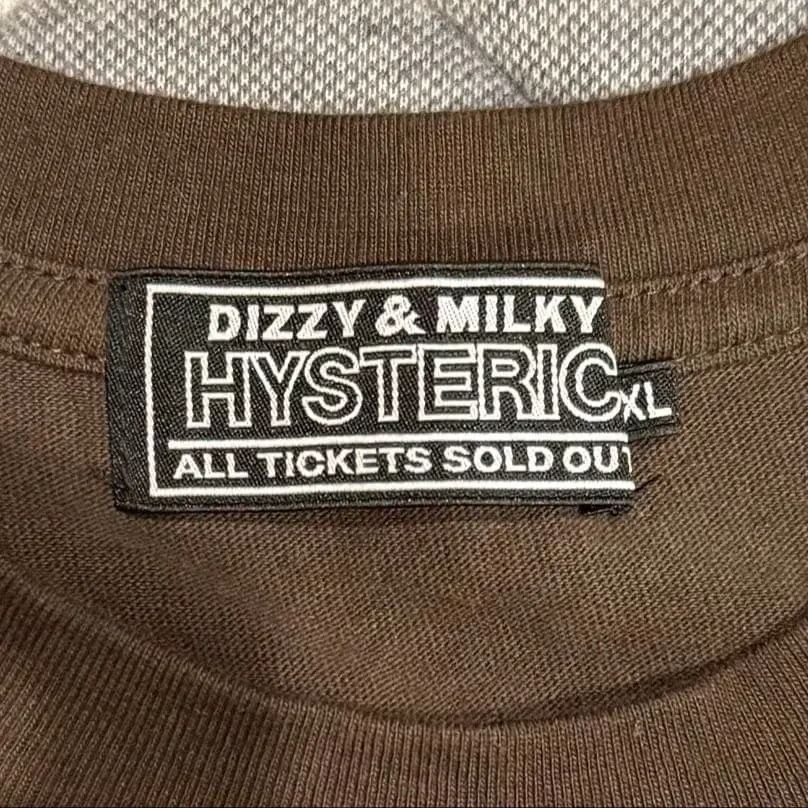 DIZZY & MILKY
HYSTERIC
XL
ALL TICKETS SOLD OUT